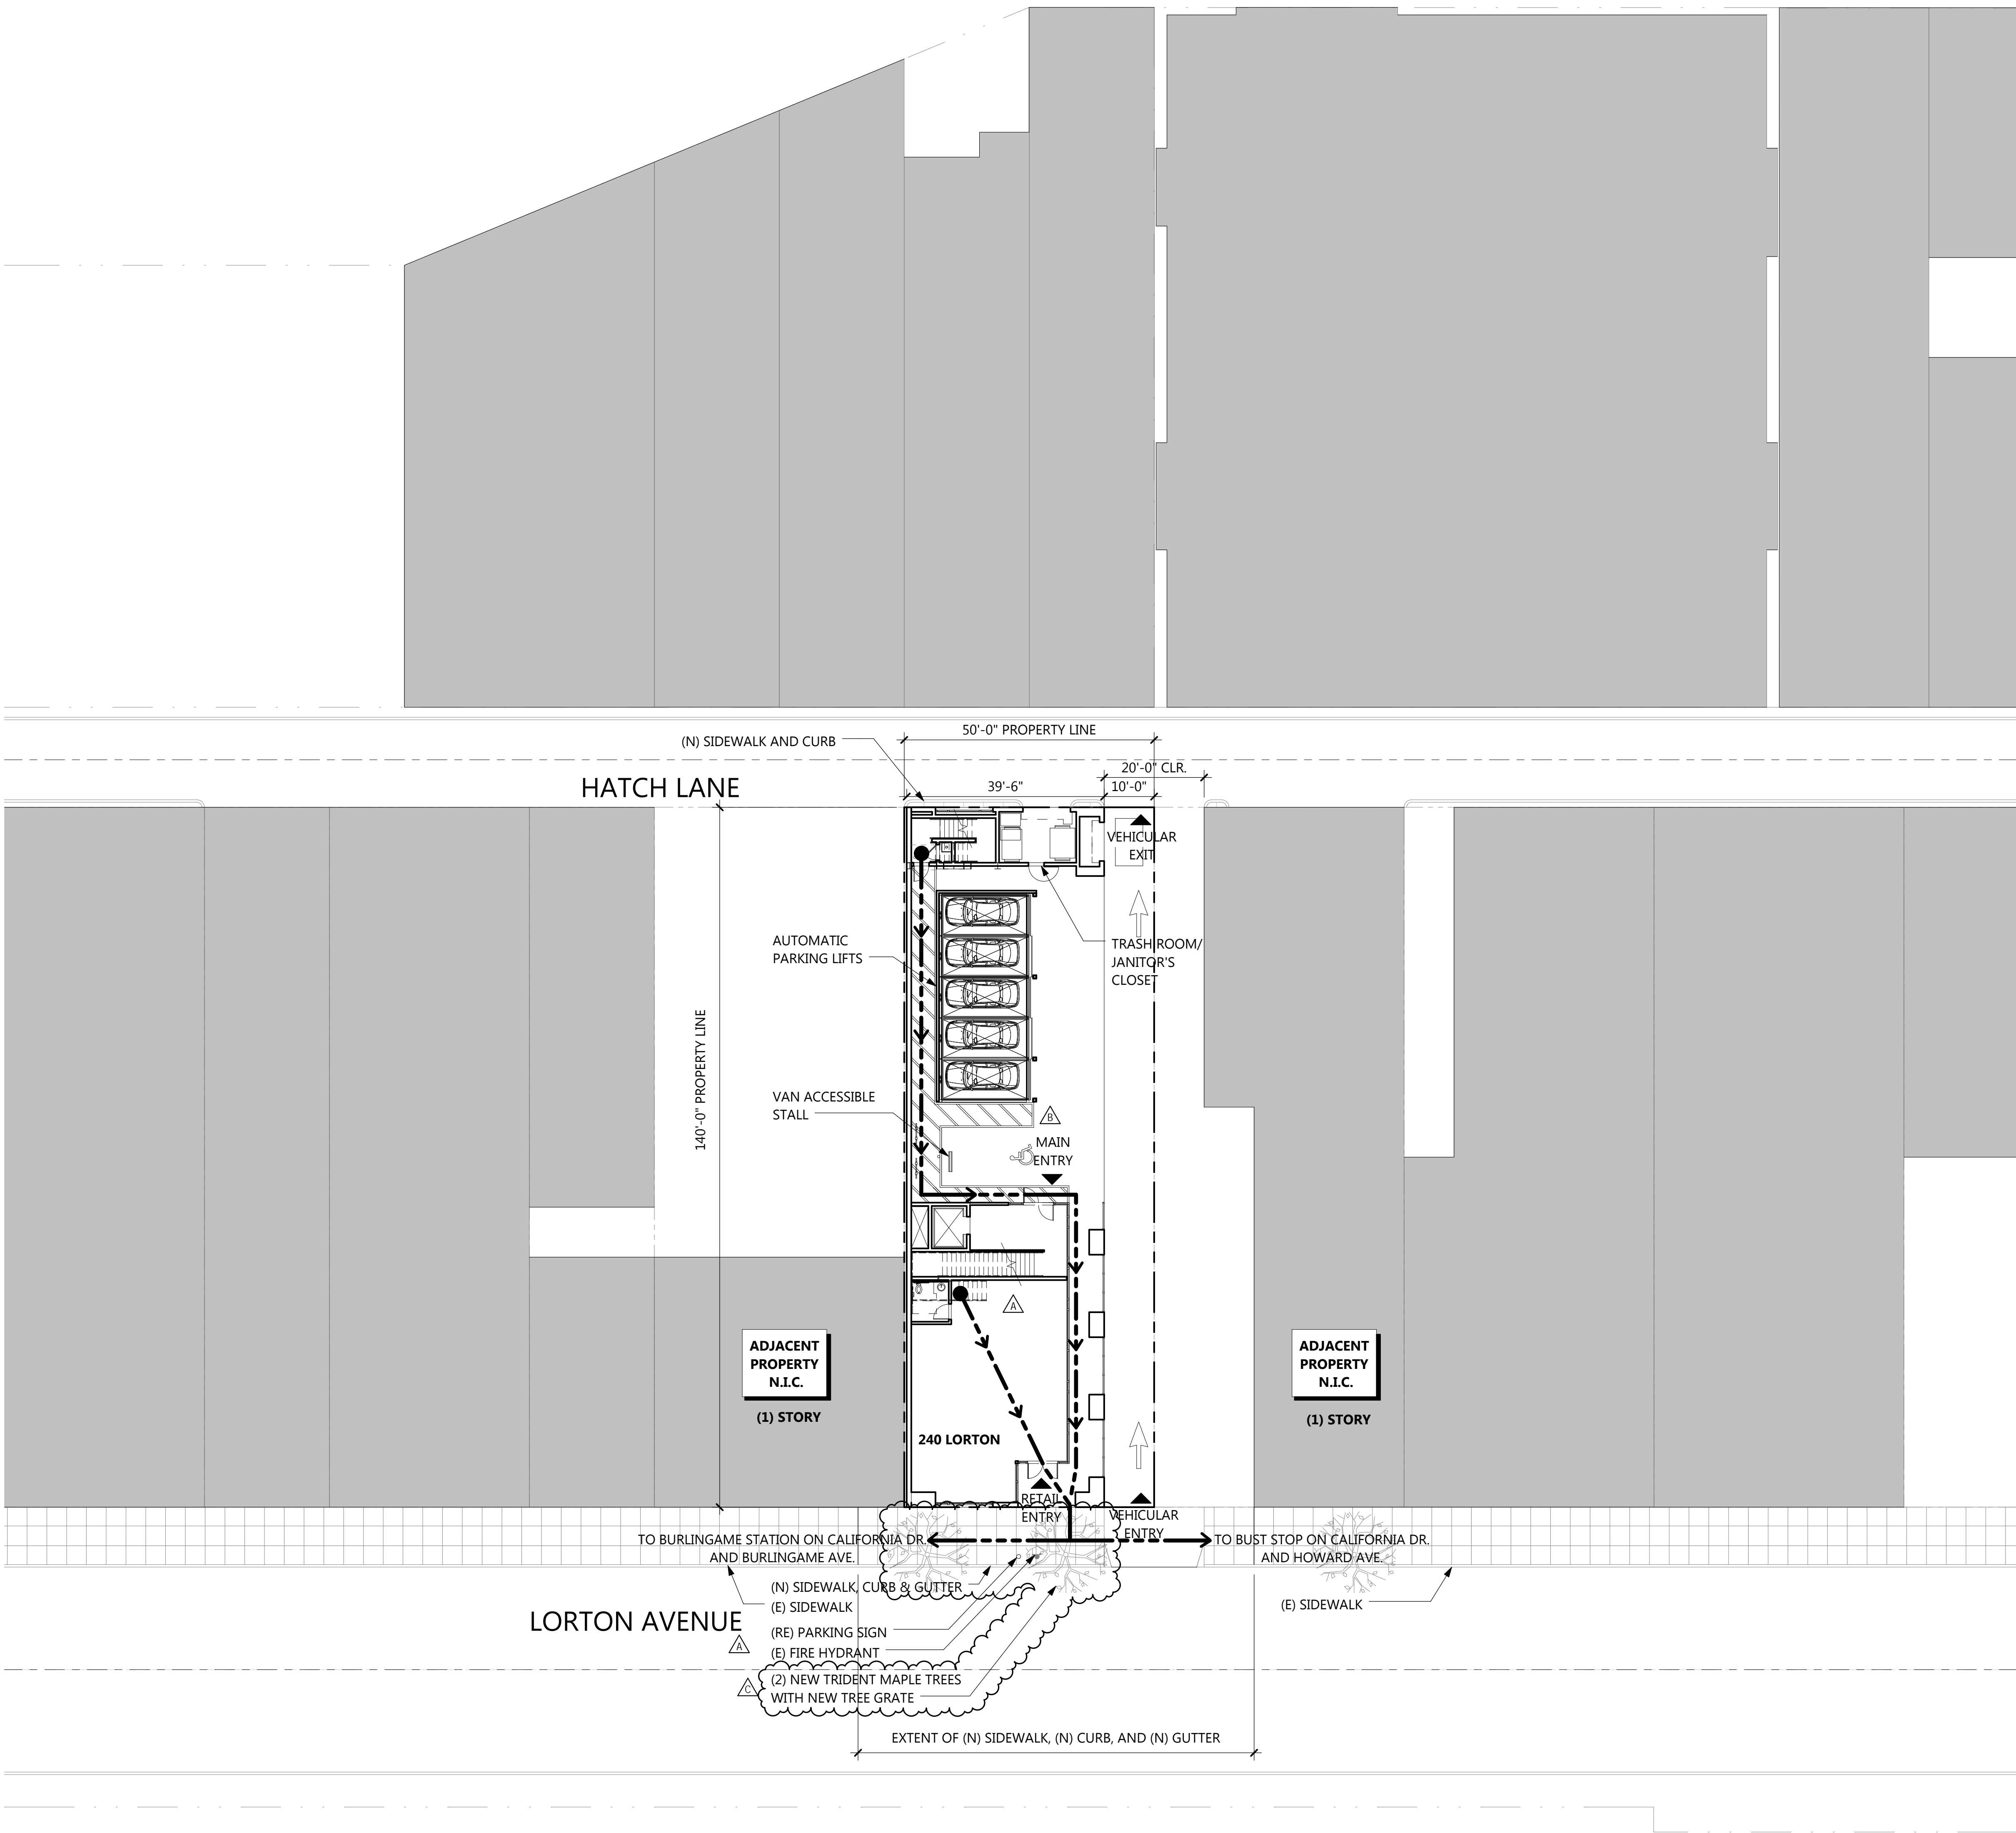 50'-0" PROPERTY LINE
(N) SIDEWALK AND CURB
20'-0" CLR.
HATCH LANE
39'-6"
10'-0"
VEHICULAR
EXIT
AUTOMATIC
PARKING LIFTS
TRASH ROOM/
JANITOR'S
CLOSET
140'-0" PROPERTY LINE
VAN ACCESSIBLE
STALL
B
MAIN
ENTRY
A
ADJACENT
PROPERTY
N.I.C.
(1) STORY
ADJACENT
PROPERTY
N.I.C.
(1) STORY
240 LORTON
RETAIL
ENTRY
VEHICULAR
ENTRY
TO BURLINGAME STATION ON CALIFORNIA DR.
AND BURLINGAME AVE.
TO BUST STOP ON CALIFORNIA DR.
AND HOWARD AVE.
(N) SIDEWALK, CURB & GUTTER
(E) SIDEWALK
(E) SIDEWALK
LORTON AVENUE
(RE) PARKING SIGN
A
(E) FIRE HYDRANT
C
(2) NEW TRIDENT MAPLE TREES
WITH NEW TREE GRATE
EXTENT OF (N) SIDEWALK, (N) CURB, AND (N) GUTTER